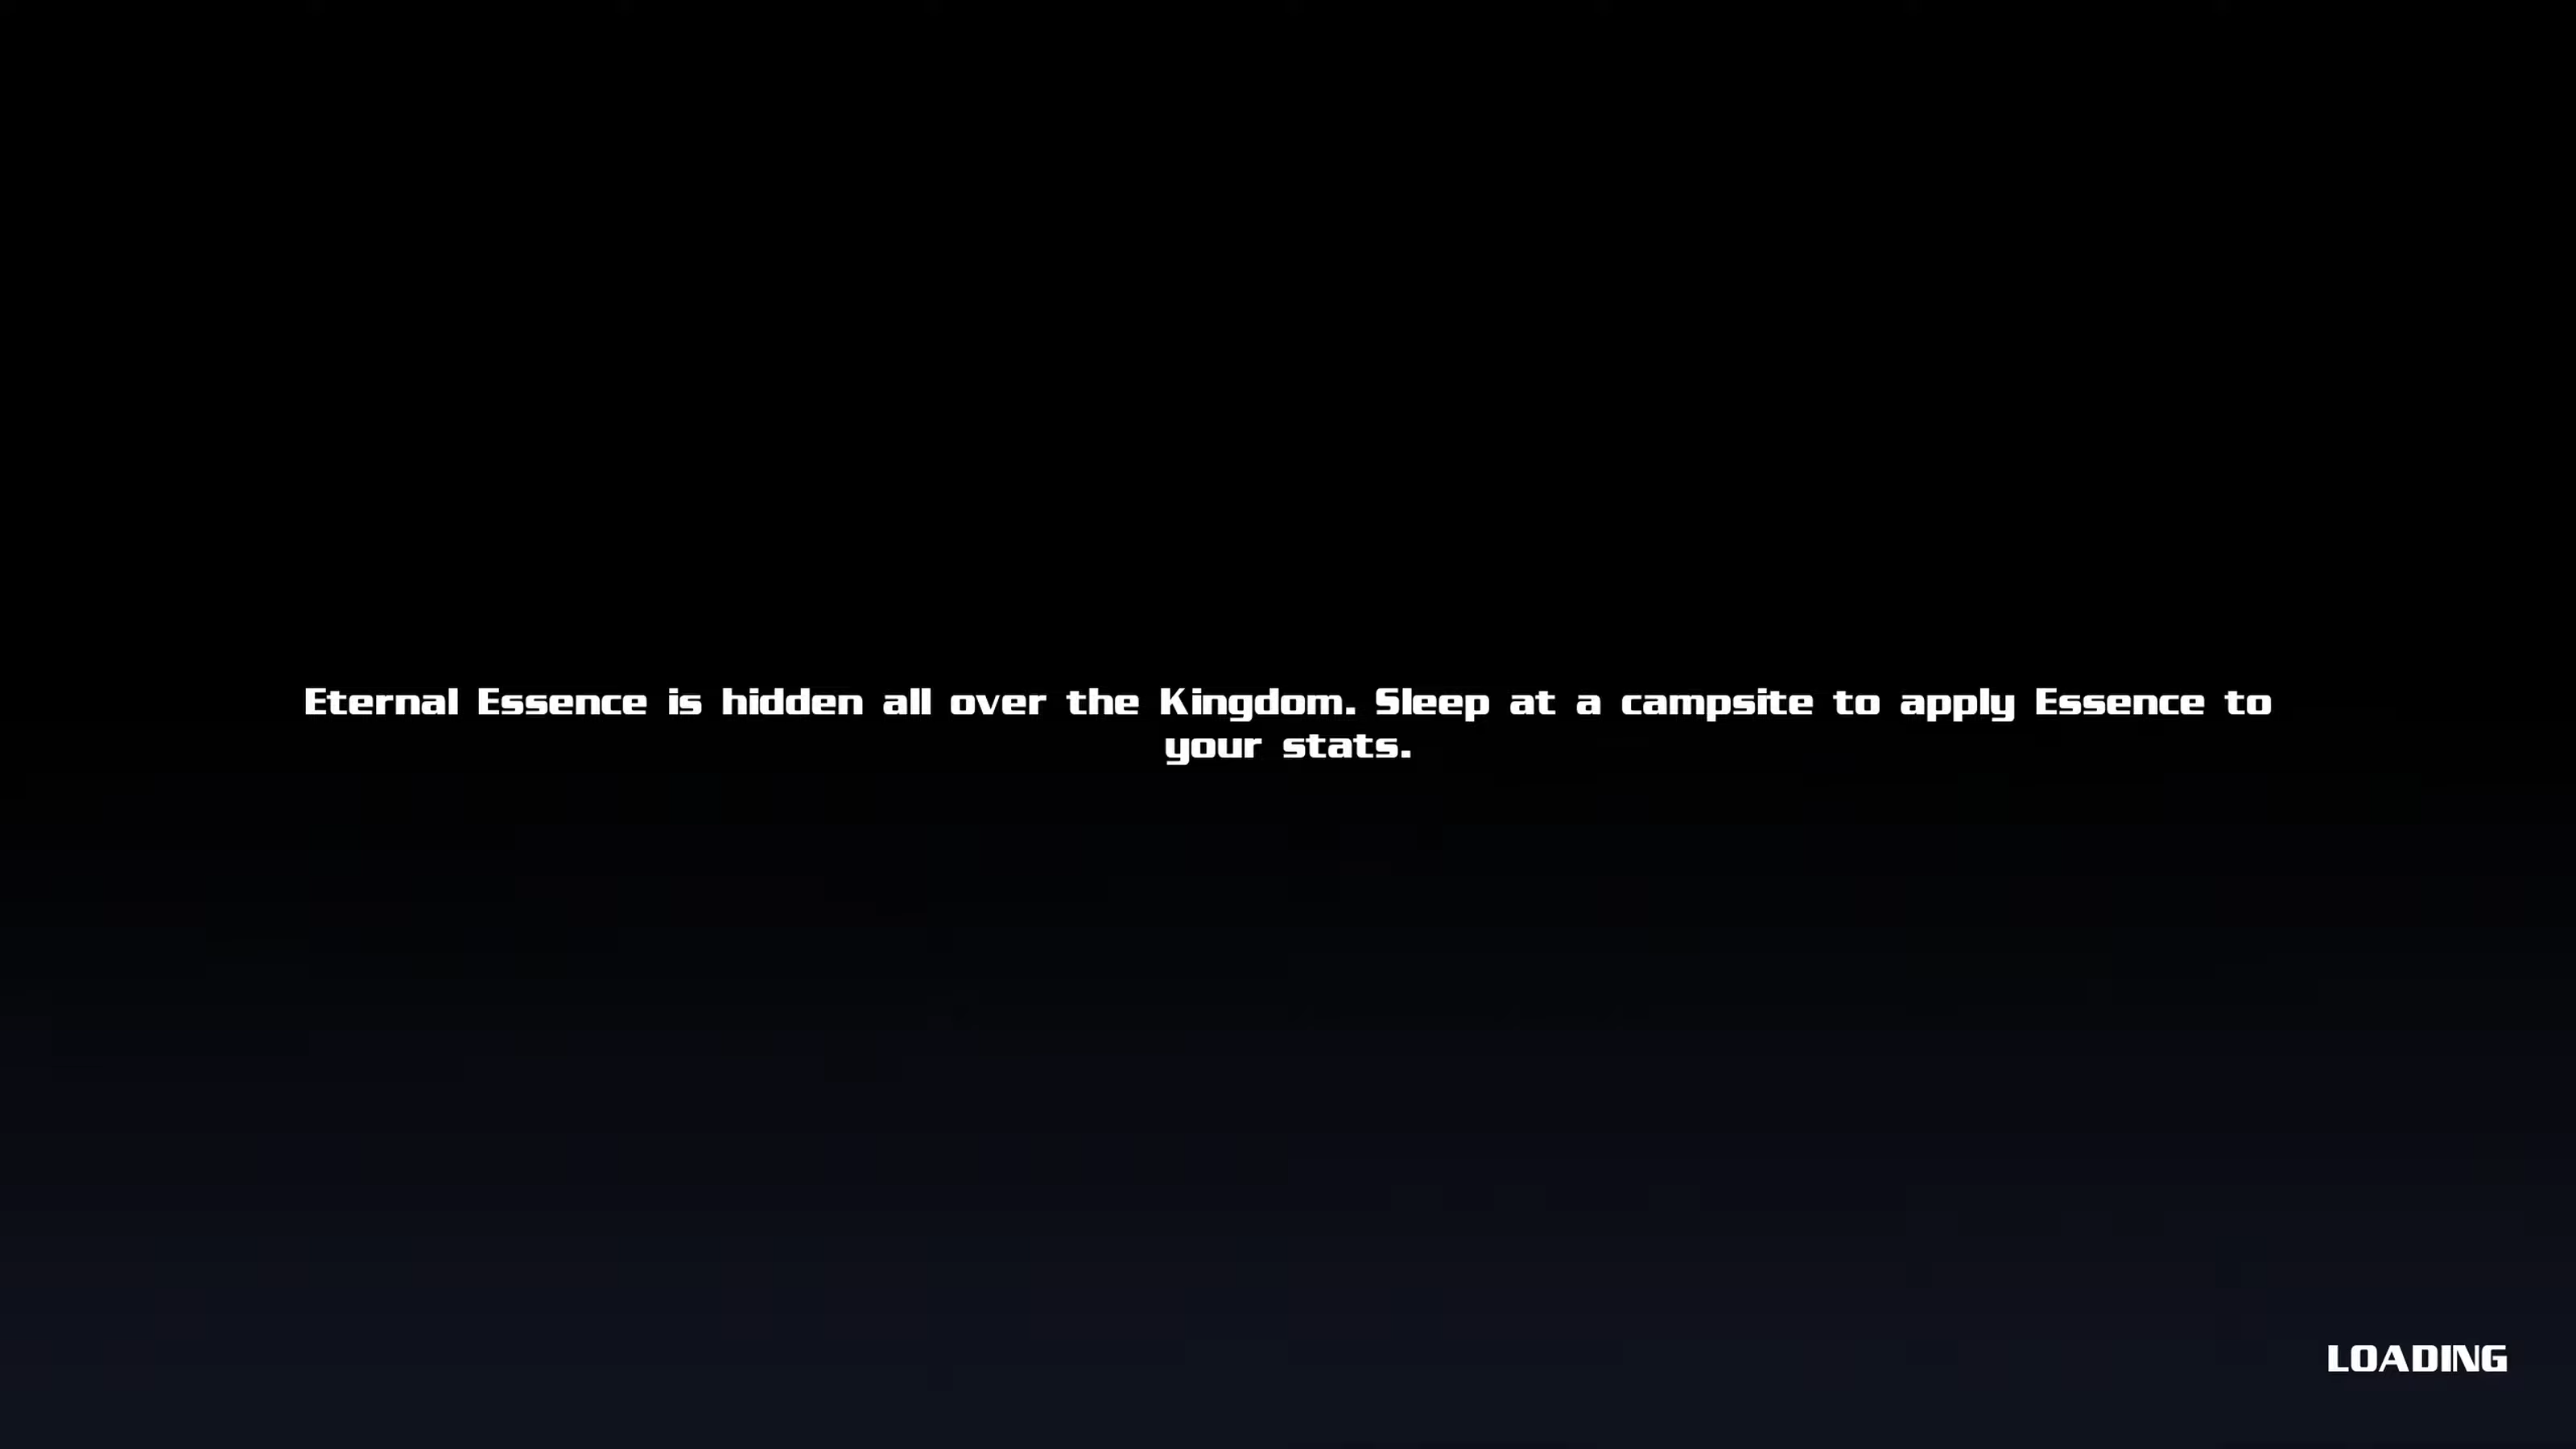 Eternal Essence is hidden all over the Kingdom. Sleep at a campsite to apply Essence to
your stats.
LOADING